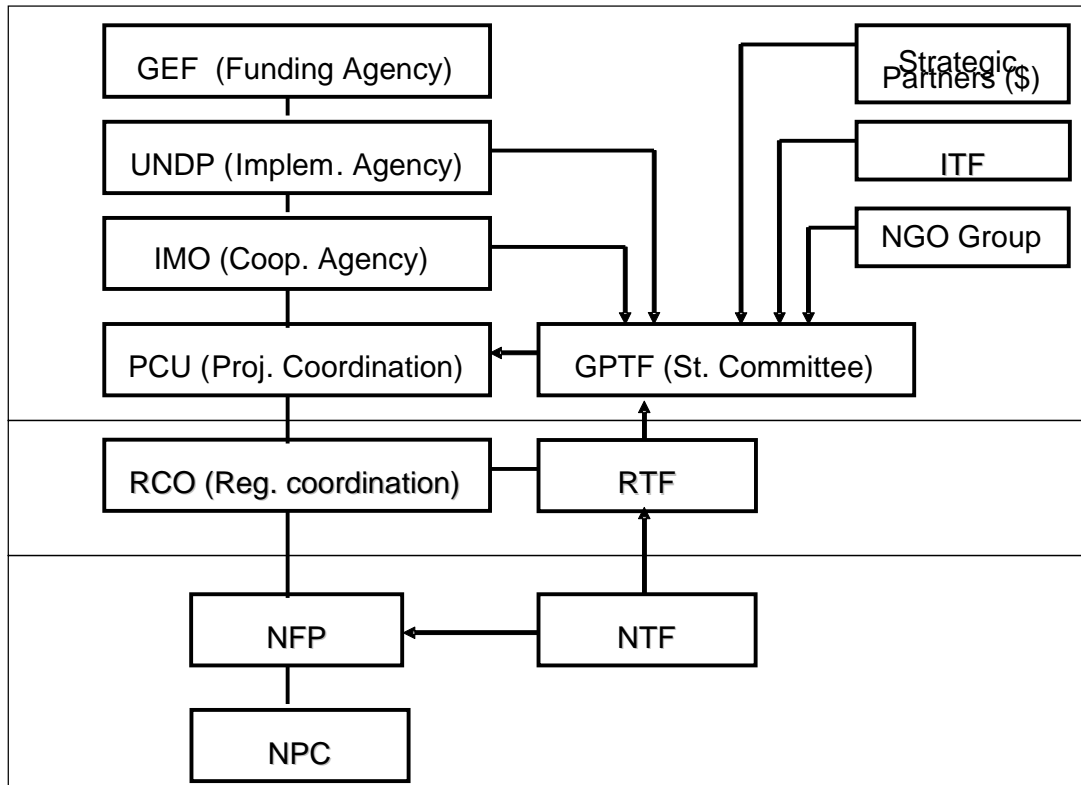 GEF (Funding Agency)
Strategic
Partners ($)
UNDP (Implem. Agency)
ITF
IMO (Coop. Agency)
NGO Group
PCU (Proj. Coordination)
GPTF (St. Committee)
RCO (Reg. coordination)
RTF
NFP
NTF
NPC